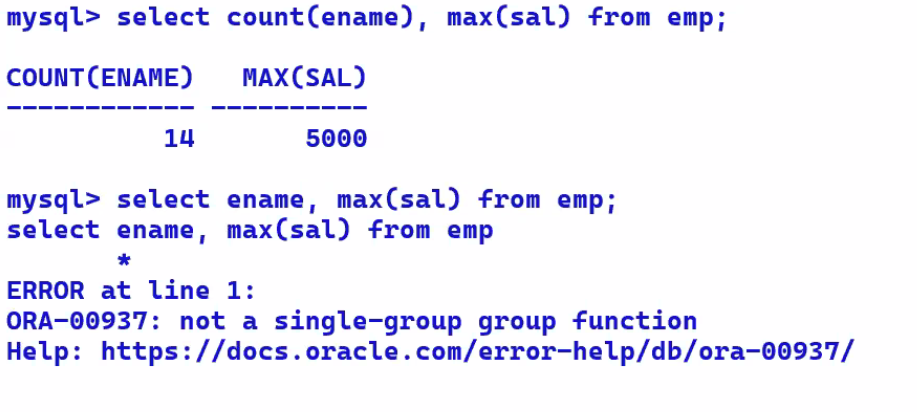 mysql> select count(ename), max(sal) from emp;
COUNT(ENAME)   MAX(SAL)
------------ ----------
          14       5000
mysql> select ename, max(sal) from emp;
select ename, max(sal) from emp
       *
ERROR at line 1:
ORA-00937: not a single-group group function
Help: https://docs.oracle.com/error-help/db/ora-00937/